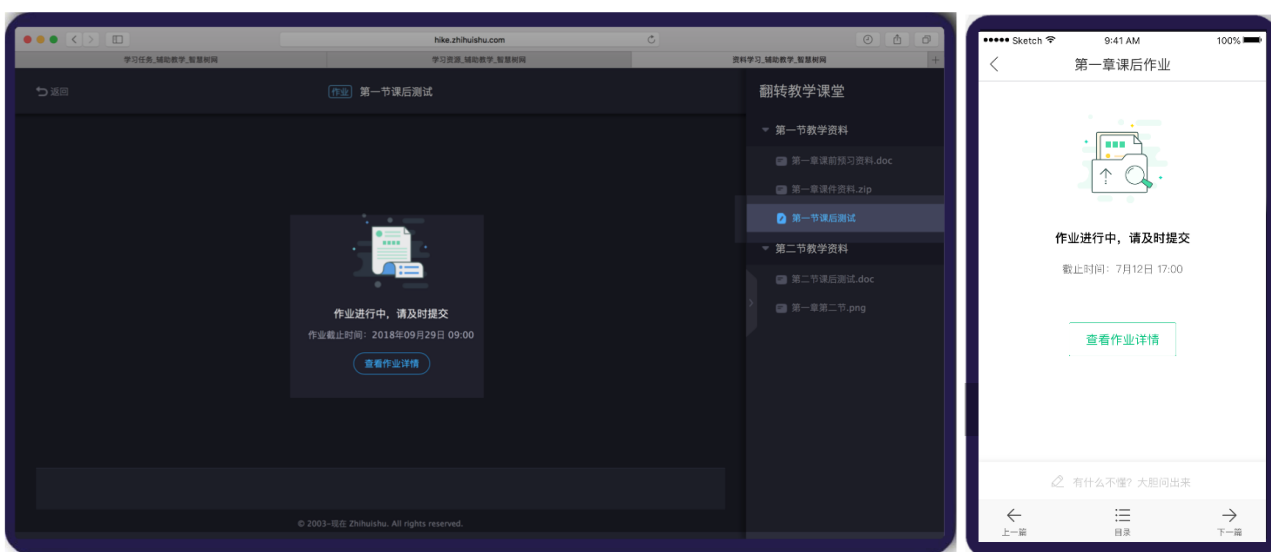 hike.zhihuishu.com
学习任务_辅助教学_智慧树网
学习资源_辅助教学_智慧树网
资料学习_辅助教学_智慧树网
返回
作业 第一节课后测试
作业进行中，请及时提交
作业截止时间：2018年09月29日 09:00
查看作业详情
© 2003-现在 Zhihuishu. All rights reserved.
翻转教学课堂
第一节教学资料
第一章课前预习资料.doc
第一章课件资料.zip
第一节课后测试
第二节教学资料
第二节课后测试.doc
第一章第二节.png
Sketch 9:41 AM 100%
第一章课后作业
作业进行中，请及时提交
截止时间：7月12日 17:00
查看作业详情
有什么不懂？大胆问出来
上一篇 目录 下一篇